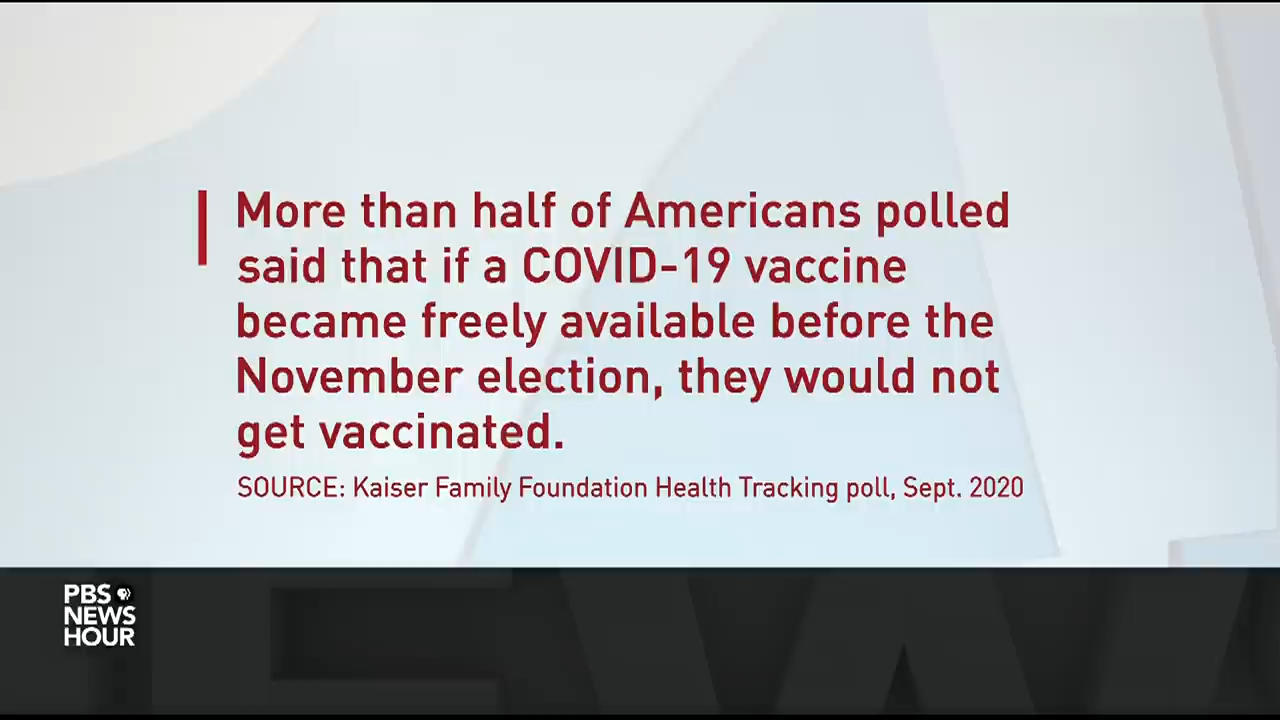 More than half of Americans polled
said that if a COVID-19 vaccine
became freely available before the
November election, they would not
get vaccinated.
SOURCE: Kaiser Family Foundation Health Tracking poll, Sept. 2020
PBS
NEWS
HOUR